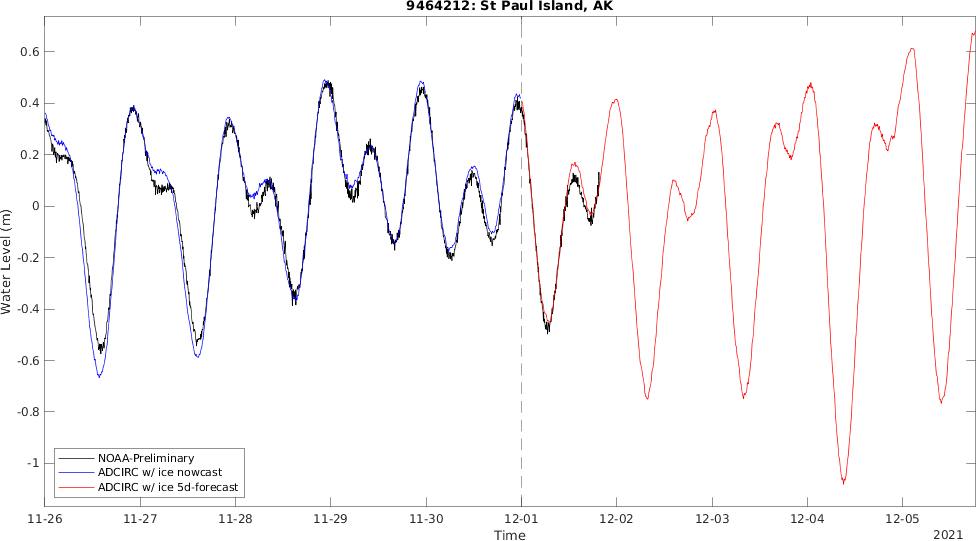 9464212: St Paul Island, AK
0.6
0.4
0.2
0
-0.2
-0.4
-0.6
-0.8
-1
Water Level (m)
NOAA-Preliminary
ADCIRC w/ ice nowcast
ADCIRC w/ ice 5d-forecast
11-26 11-27 11-28 11-29 11-30 12-01 12-02 12-03 12-04 12-05
Time
2021